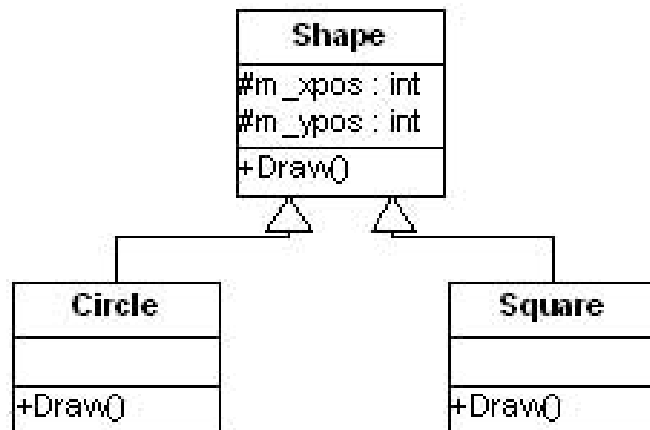 Shape
#m_xpos : int
#m_ypos : int
+Draw()
Circle
+Draw()
Square
+Draw()